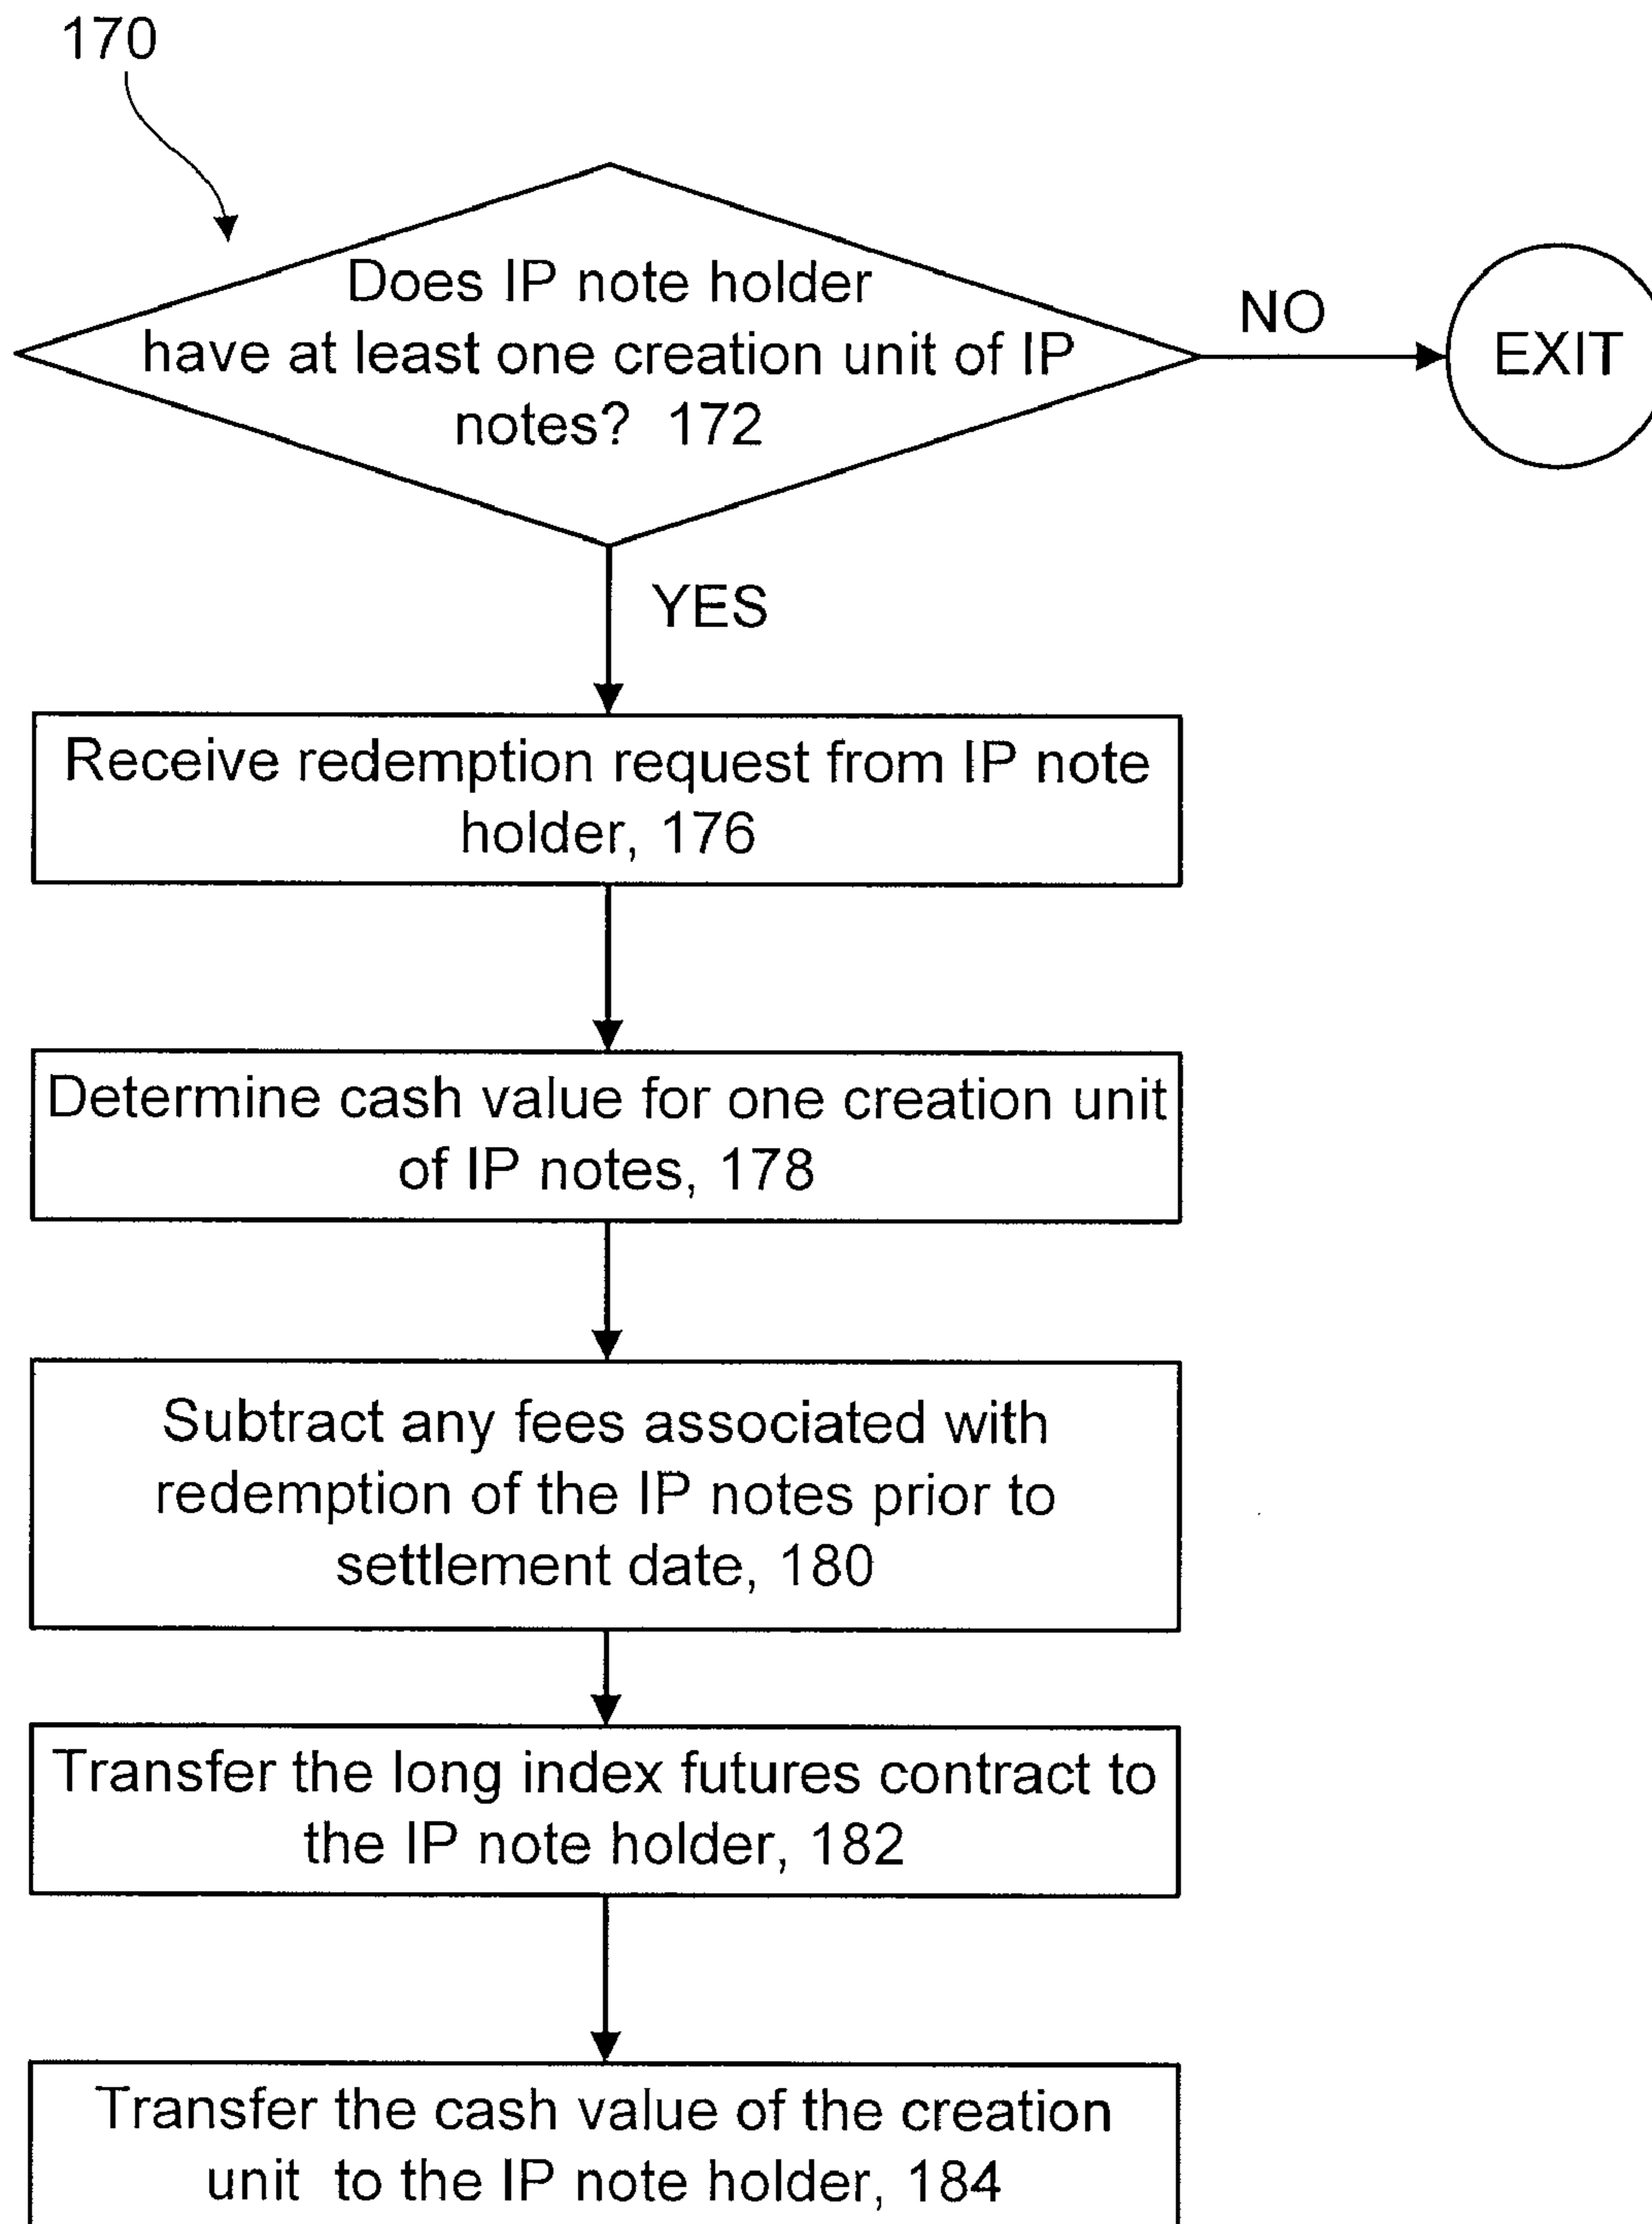 170
Does IP note holder
have at least one creation unit of IP
notes? 172
NO
EXIT
YES
Receive redemption request from IP note
holder, 176
Determine cash value for one creation unit
of IP notes, 178
Subtract any fees associated with
redemption of the IP notes prior to
settlement date, 180
Transfer the long index futures contract to
the IP note holder, 182
Transfer the cash value of the creation
unit to the IP note holder, 184